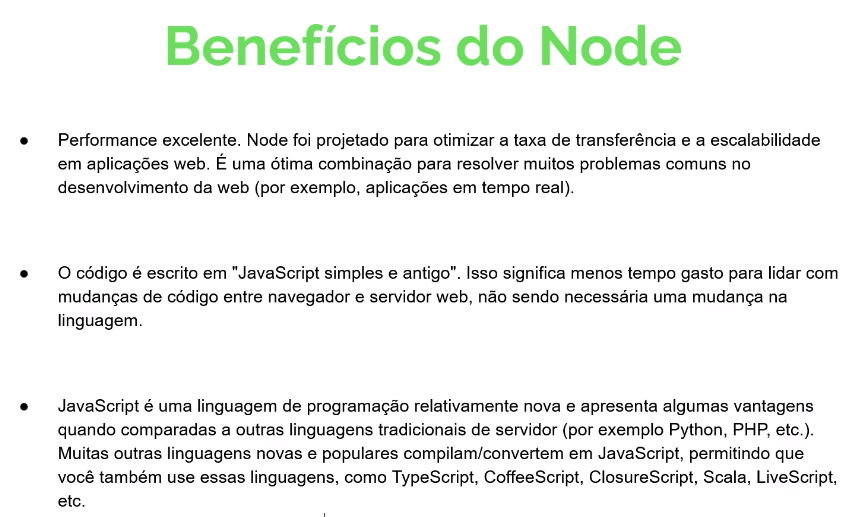 Benefícios do Node
● Performance excelente. Node foi projetado para otimizar a taxa de transferência e a escalabilidade
em aplicações web. É uma ótima combinação para resolver muitos problemas comuns no
desenvolvimento da web (por exemplo, aplicações em tempo real).
● O código é escrito em "JavaScript simples e antigo". Isso significa menos tempo gasto para lidar com
mudanças de código entre navegador e servidor web, não sendo necessária uma mudança na
linguagem.
● JavaScript é uma linguagem de programação relativamente nova e apresenta algumas vantagens
quando comparadas a outras linguagens tradicionais de servidor (por exemplo Python, PHP, etc.).
Muitas outras linguagens novas e populares compilam/convertem em JavaScript, permitindo que
você também use essas linguagens, como TypeScript, CoffeeScript, ClosureScript, Scala, LiveScript,
etc.